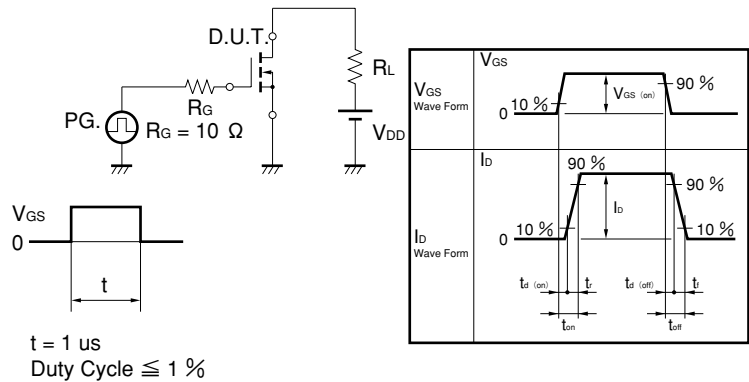 D.U.T.
RL
RG
PG.
RG = 10 Ω
VDD
VGS
0
t
t = 1 us
Duty Cycle ≦ 1 %
VGS
Wave Form
VGS
10 %
0
VGS (on)
90 %
ID
Wave Form
ID
90 %
90 %
ID
10 %
0
10 %
td (on)
tr
td (off)
tf
ton
toff